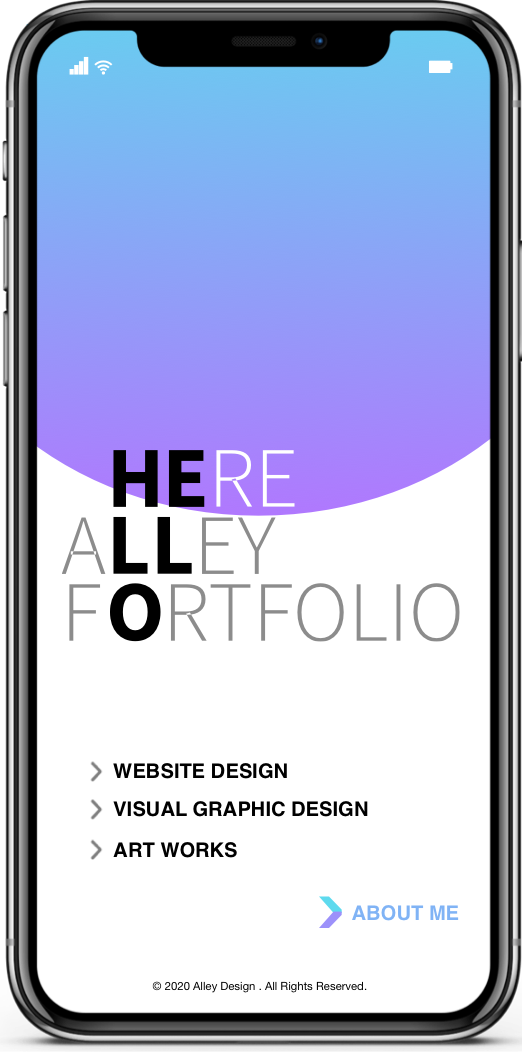 HERE
ALLEY
FORTFOLIO
WEBSITE DESIGN
VISUAL GRAPHIC DESIGN
ART WORKS
ABOUT ME
© 2020 Alley Design . All Rights Reserved.